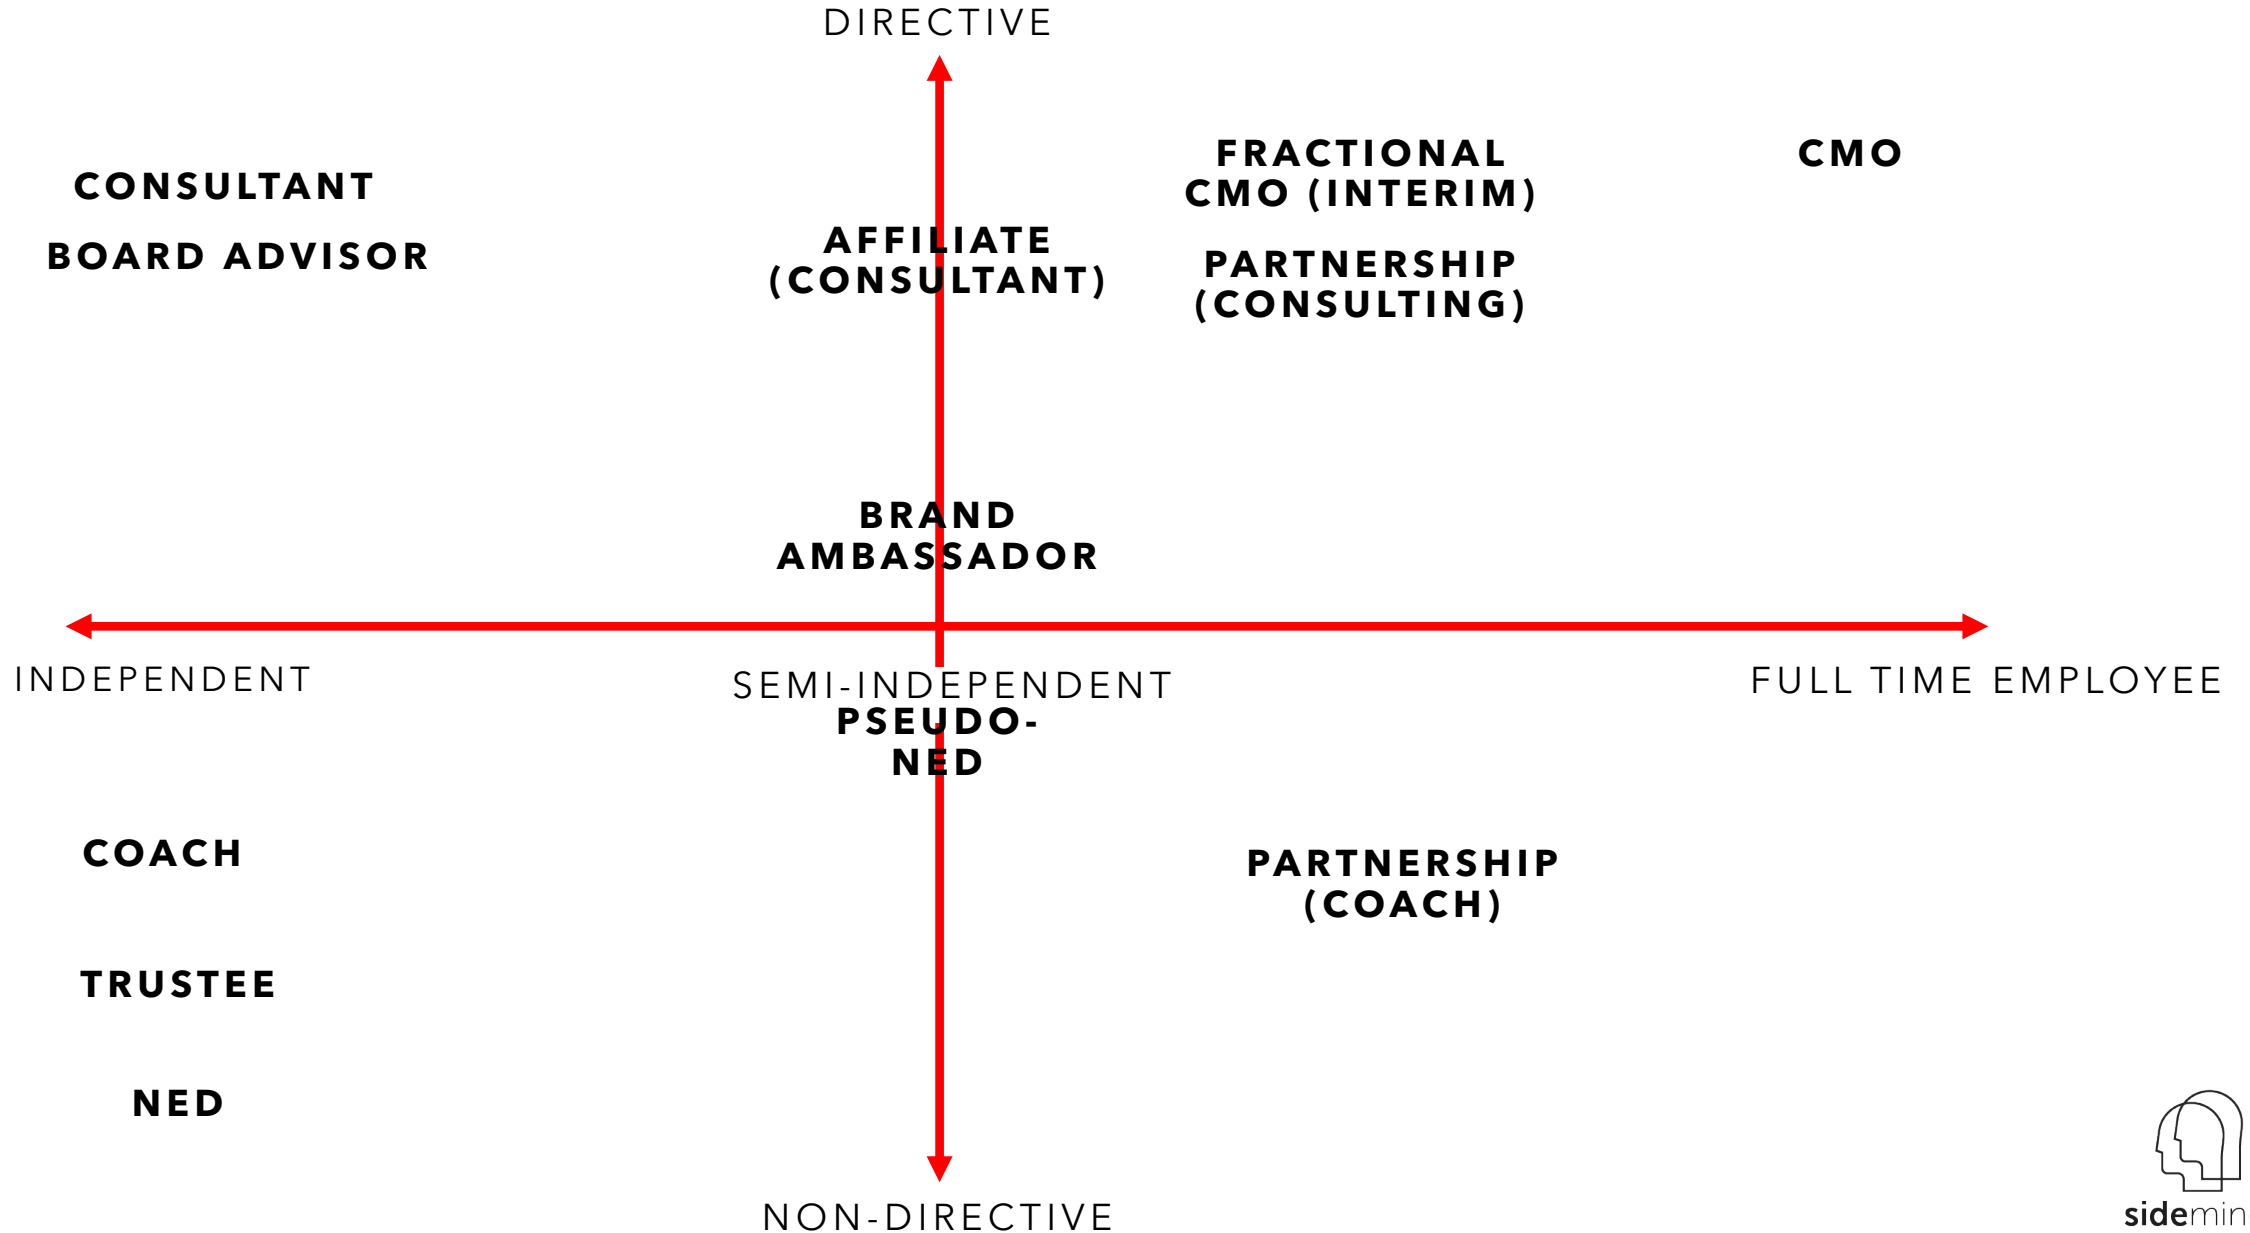 DIRECTIVE
FRACTIONAL
CMO (INTERIM)
CMO
CONSULTANT
BOARD ADVISOR
AFFILIATE
(CONSULTANT)
PARTNERSHIP
(CONSULTING)
BRAND
AMBASSADOR
INDEPENDENT
SEMI-INDEPENDENT
FULL TIME EMPLOYEE
PSEUDO-
NED
COACH
PARTNERSHIP
(COACH)
TRUSTEE
NED
NON-DIRECTIVE
sidemin